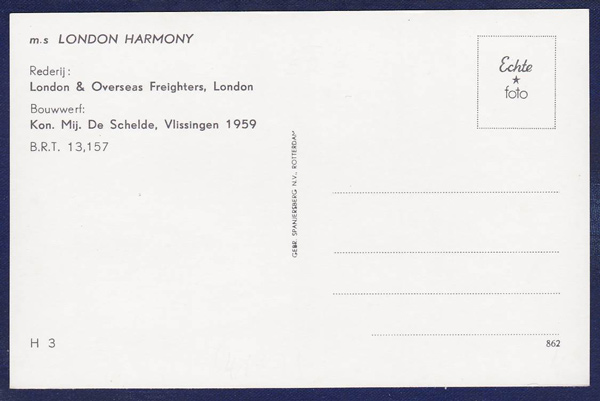 m.s LONDON HARMONY
Rederij:
London & Overseas Freighters, London
Bouwwerf:
Kon. Mij. De Schelde, Vlissingen 1959
B.R.T. 13,157
H 3
GEBR. SPANJERSBERG N.V., ROTTERDAM
Echte
foto
862